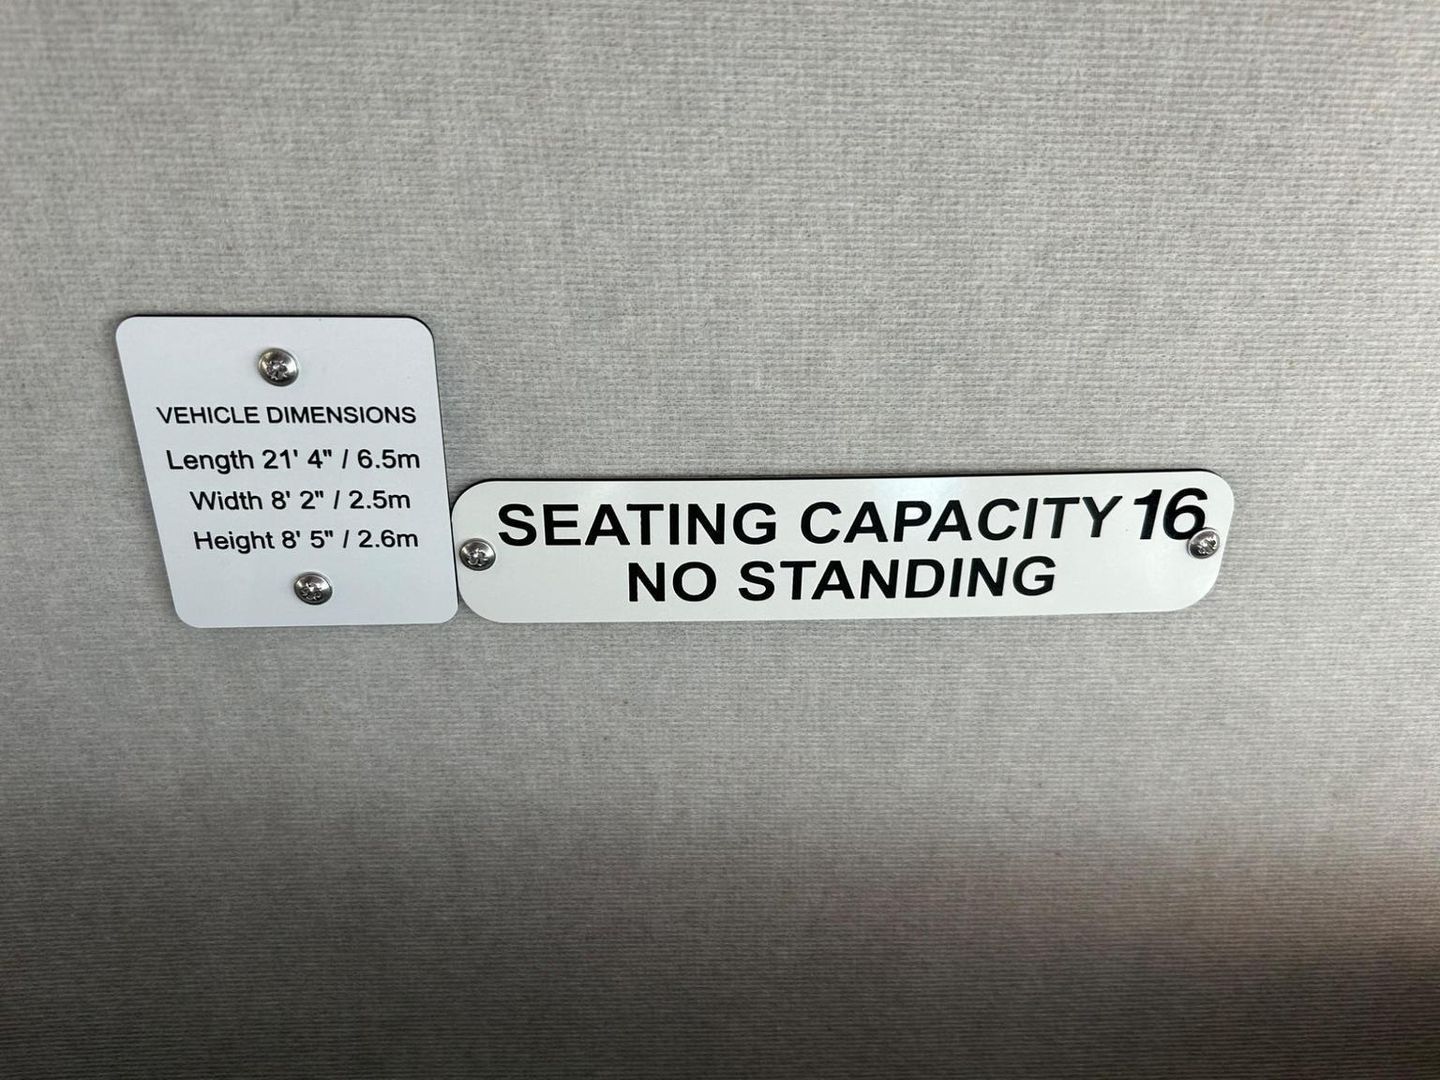 VEHICLE DIMENSIONS
Length 21' 4" / 6.5m
Width 8' 2" / 2.5m
Height 8' 5" / 2.6m
SEATING CAPACITY 16
NO STANDING